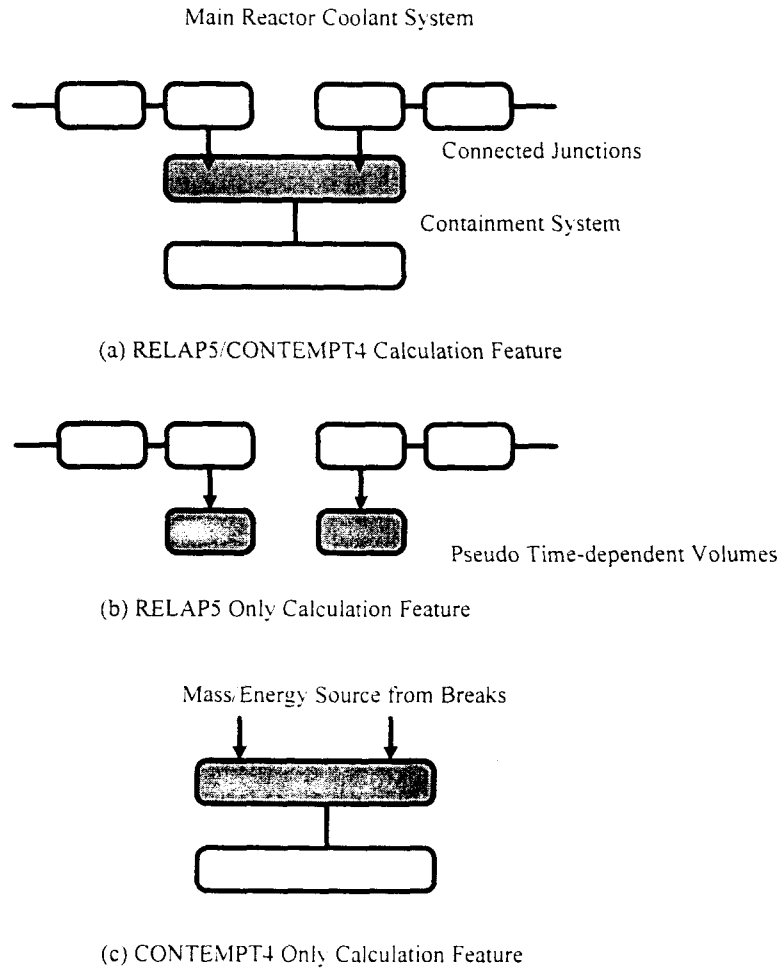 Main Reactor Coolant System
Connected Junctions
Containment System
(a) RELAP5/CONTEMPT4 Calculation Feature
Pseudo Time-dependent Volumes
(b) RELAP5 Only Calculation Feature
Mass/Energy Source from Breaks
(c) CONTEMPT4 Only Calculation Feature